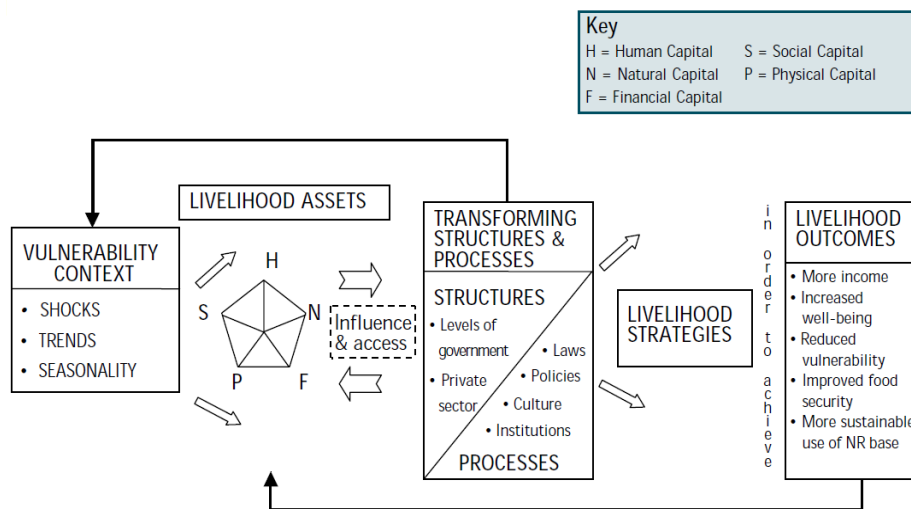 Key
H = Human Capital S = Social Capital
N = Natural Capital P = Physical Capital
F = Financial Capital
LIVELIHOOD ASSETS
VULNERABILITY
CONTEXT
• SHOCKS
• TRENDS
• SEASONALITY
H
S
N
P
F
Influence
& access
TRANSFORMING
STRUCTURES &
PROCESSES
STRUCTURES
• Levels of
government
• Private
sector
• Laws
• Policies
• Culture
• Institutions
PROCESSES
LIVELIHOOD
STRATEGIES
in order to achieve
LIVELIHOOD
OUTCOMES
• More income
• Increased
well-being
• Reduced
vulnerability
• Improved food
security
• More sustainable
use of NR base